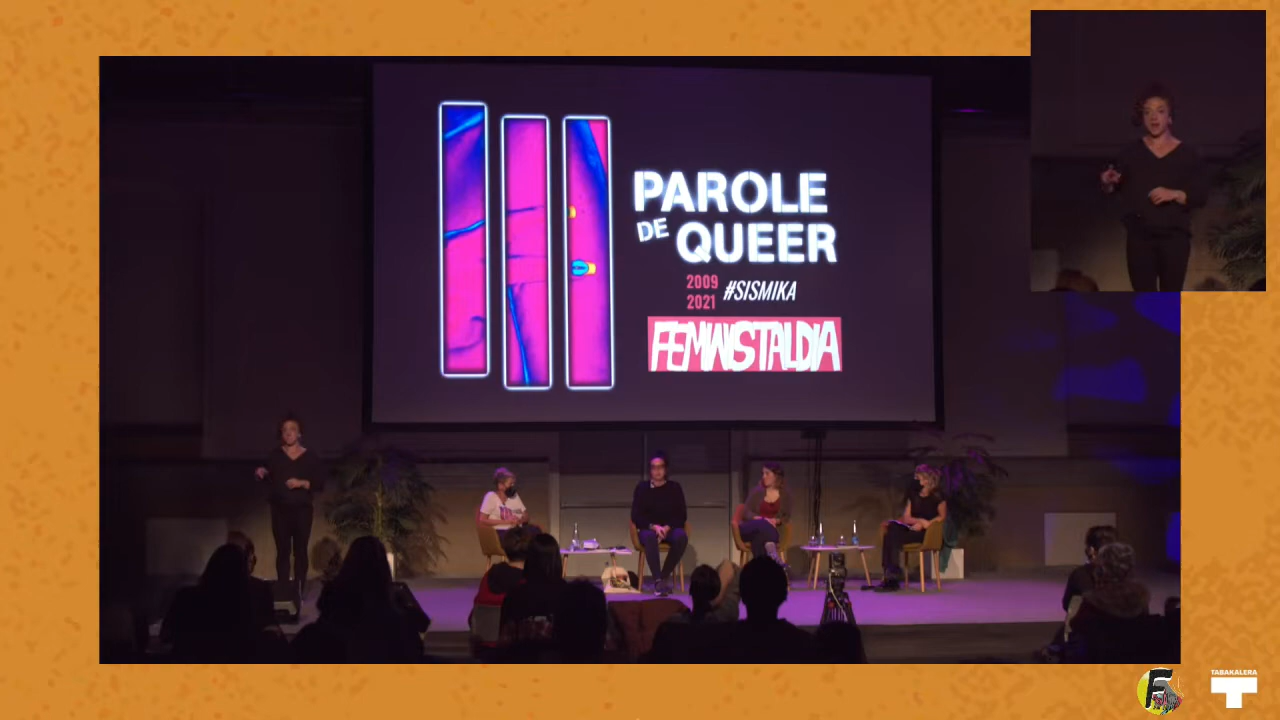 PAROLE
DE QUEER
2009
2021
#SISMIKA
FEMINISTALDIA
TABAKALERA